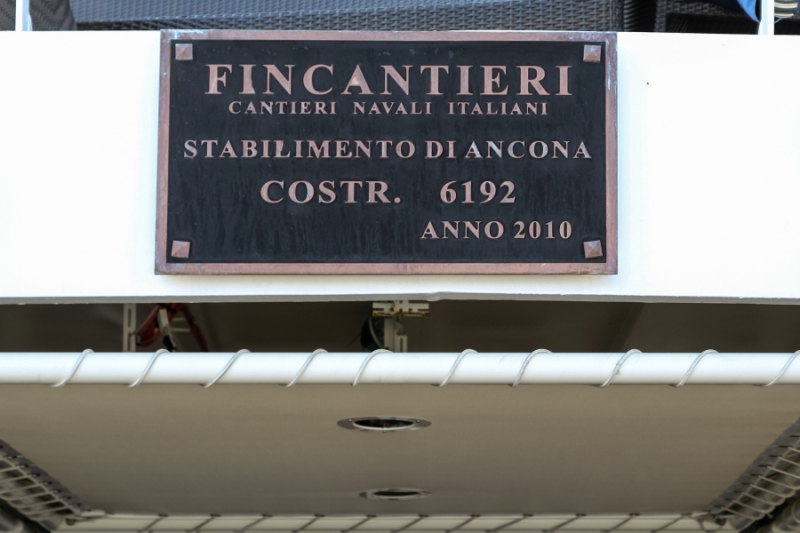 FINCANTIERI
CANTIERI NAVALI ITALIANI
STABILIMENTO DI ANCONA
COSTR. 6192
ANNO 2010